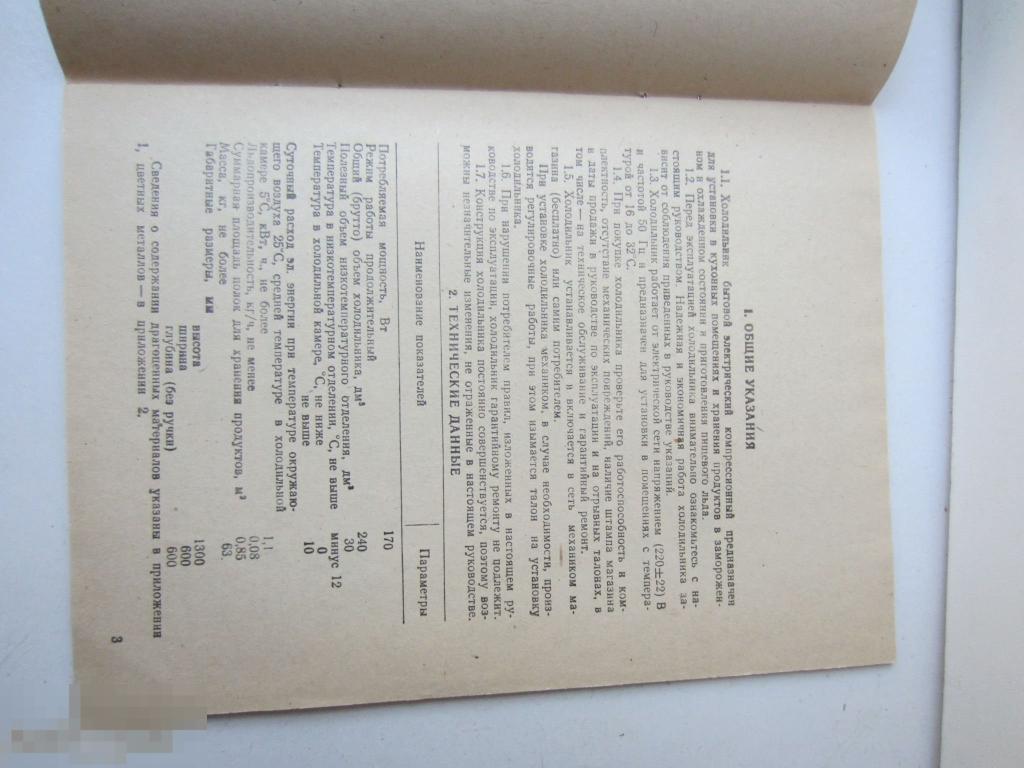 1. ОБЩИЕ УКАЗАНИЯ
1.1. Холодильник бытовой электрический компрессионный предназначен
для установки в кухонных помещениях и хранения продуктов в заморожен-
ном и охлажденном состоянии и приготовления пищевого льда.
1.2. Перед эксплуатацией холодильника внимательно ознакомьтесь с на-
стоящим руководством. Надежная и экономичная работа холодильника за-
висит от соблюдения приведенных в руководстве указаний.
1.3. Холодильник работает от электрической сети напряжением (220±22) В
и частотой 50 Гц и предназначен для установки в помещениях с темпера-
турой от 16 до 32°С.
1.4. При покупке холодильника проверьте его работоспособность и ком-
плектность, отсутствие механических повреждений, наличие штампа магазина
и даты продажи в руководстве по эксплуатации и на отрывных талонах, в
том числе — на техническое обслуживание и гарантийный ремонт.
1.5. Холодильник устанавливается и включается в сеть механиком ма-
газина (бесплатно) или самим потребителем.
При установке холодильника механиком, в случае необходимости, произ-
водятся регулировочные работы, при этом изымается талон на установку
холодильника.
1.6. При нарушении потребителем правил, изложенных в настоящем ру-
ководстве по эксплуатации, холодильник гарантийному ремонту не подлежит.
1.7. Конструкция холодильника постоянно совершенствуется, поэтому воз-
можны незначительные изменения, не отраженные в настоящем руководстве.
2. ТЕХНИЧЕСКИЕ ДАННЫЕ
Наименование показателей Параметры
Потребляемая мощность, Вт 170
Режим работы продолжительный
Общий (брутто) объем холодильника, дм³ 240
Полезный объем низкотемпературного отделения, дм³ 30
Температура в низкотемпературном отделении, °С, не выше минус 12
Температура в холодильной камере, °С, не ниже 0
не выше 10
Суточный расход эл. энергии при температуре окружаю-
щего воздуха 25°С, средней температуре в холодильной
камере 5°С, кВт. ч., не более 1,1
Льдопроизводительность, кг/ч, не менее 0,08
Суммарная площадь полок для хранения продуктов, м² 0,85
Масса, кг, не более 63
Габаритные размеры, мм
высота 1300
ширина 600
глубина (без ручки) 600
Сведения о содержании драгоценных материалов указаны в приложении
1, цветных металлов — в приложении 2.
3